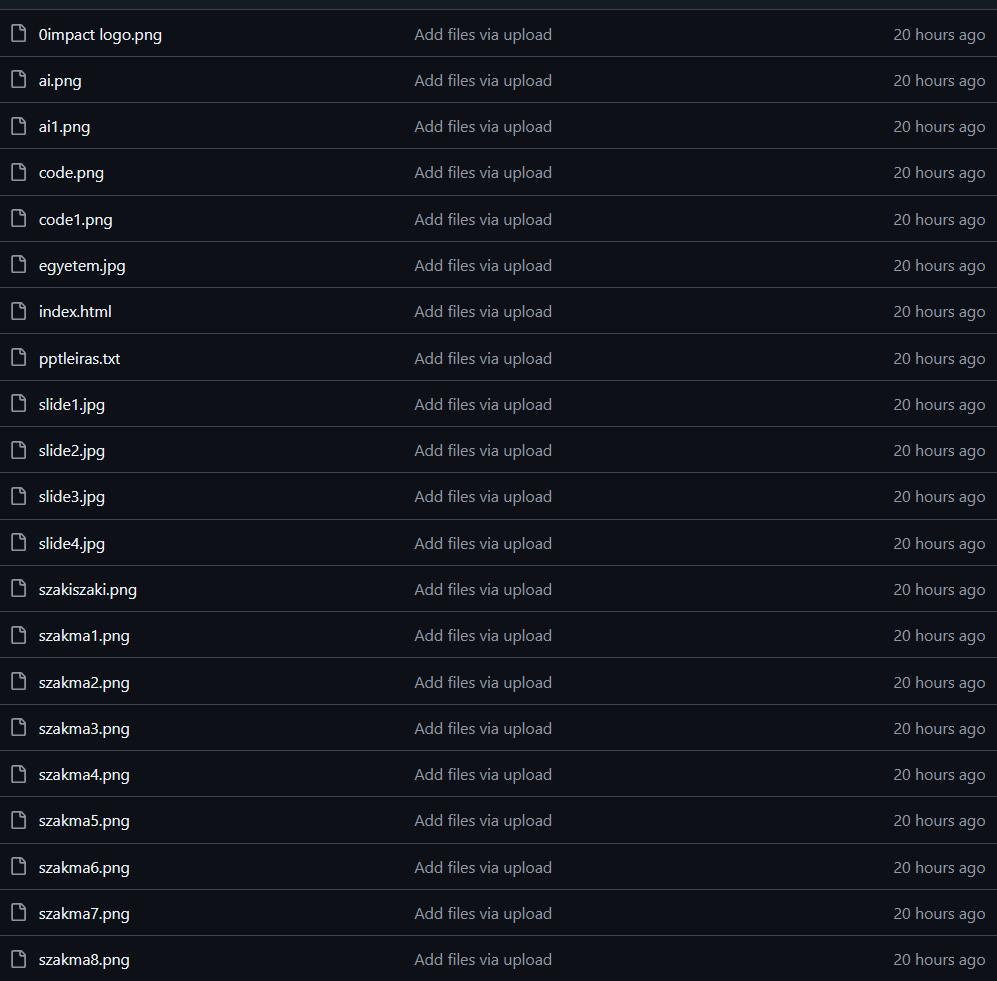 0impact logo.png Add files via upload 20 hours ago
ai.png Add files via upload 20 hours ago
ai1.png Add files via upload 20 hours ago
code.png Add files via upload 20 hours ago
code1.png Add files via upload 20 hours ago
egyetem.jpg Add files via upload 20 hours ago
index.html Add files via upload 20 hours ago
pptleiras.txt Add files via upload 20 hours ago
slide1.jpg Add files via upload 20 hours ago
slide2.jpg Add files via upload 20 hours ago
slide3.jpg Add files via upload 20 hours ago
slide4.jpg Add files via upload 20 hours ago
szakiszaki.png Add files via upload 20 hours ago
szakma1.png Add files via upload 20 hours ago
szakma2.png Add files via upload 20 hours ago
szakma3.png Add files via upload 20 hours ago
szakma4.png Add files via upload 20 hours ago
szakma5.png Add files via upload 20 hours ago
szakma6.png Add files via upload 20 hours ago
szakma7.png Add files via upload 20 hours ago
szakma8.png Add files via upload 20 hours ago